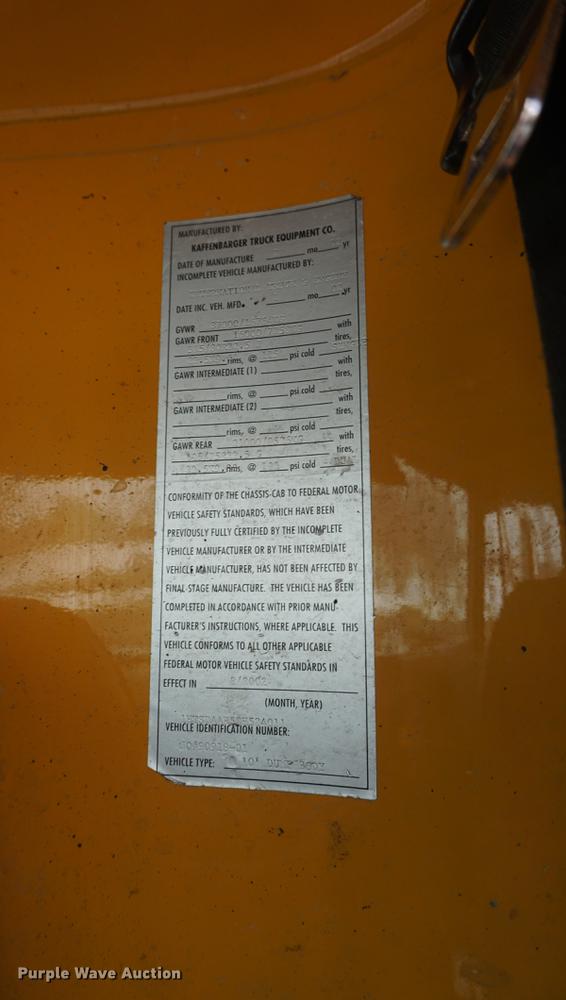 MANUFACTURED BY:
KAFFENBARGER TRUCK EQUIPMENT CO.
DATE OF MANUFACTURE mo. yr
INCOMPLETE VEHICLE MANUFACTURED BY:
DATE INC. VEH. MFD. mo. yr
GVWR
GAWR FRONT with
tires,
rims, @ psi cold
GAWR INTERMEDIATE (1) with
tires,
rims, @ psi cold
GAWR INTERMEDIATE (2) with
tires,
rims, @ psi cold
GAWR REAR with
tires,
rims, @ psi cold
CONFORMITY OF THE CHASSIS-CAB TO FEDERAL MOTOR
VEHICLE SAFETY STANDARDS, WHICH HAVE BEEN
PREVIOUSLY FULLY CERTIFIED BY THE INCOMPLETE
VEHICLE MANUFACTURER OR BY THE INTERMEDIATE
VEHICLE MANUFACTURER, HAS NOT BEEN AFFECTED BY
FINAL-STAGE MANUFACTURE. THE VEHICLE HAS BEEN
COMPLETED IN ACCORDANCE WITH PRIOR MANU-
FACTURER'S INSTRUCTIONS, WHERE APPLICABLE. THIS
VEHICLE CONFORMS TO ALL OTHER APPLICABLE
FEDERAL MOTOR VEHICLE SAFETY STANDARDS IN
EFFECT IN
(MONTH, YEAR)
VEHICLE IDENTIFICATION NUMBER:
VEHICLE TYPE: 10'
Purple Wave Auction